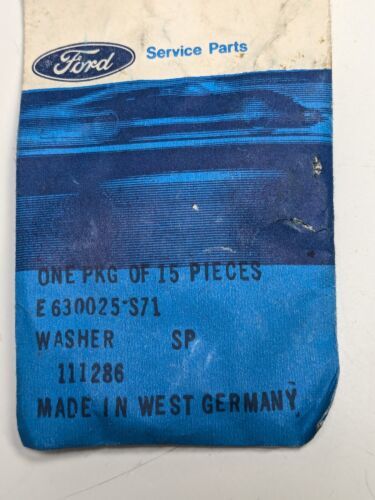 Ford Service Parts
ONE PKG OF 15 PIECES
E 630025-S71
WASHER SP
111286
MADE IN WEST GERMANY